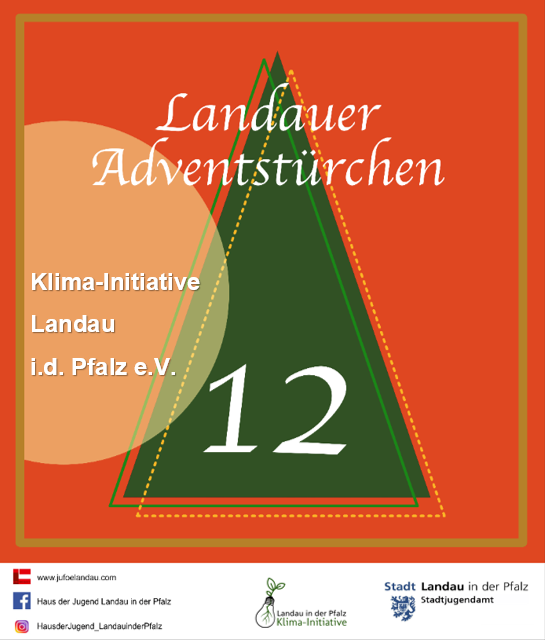 Landauer
Adventstürchen
Klima-Initiative
Landau
i.d. Pfalz e.V.
12
www.jufoelandau.com
Haus der Jugend Landau in der Pfalz
HausderJugend_LandauinderPfalz
Landau in der Pfalz
Klima-Initiative
Stadt Landau in der Pfalz
Stadtjugendamt